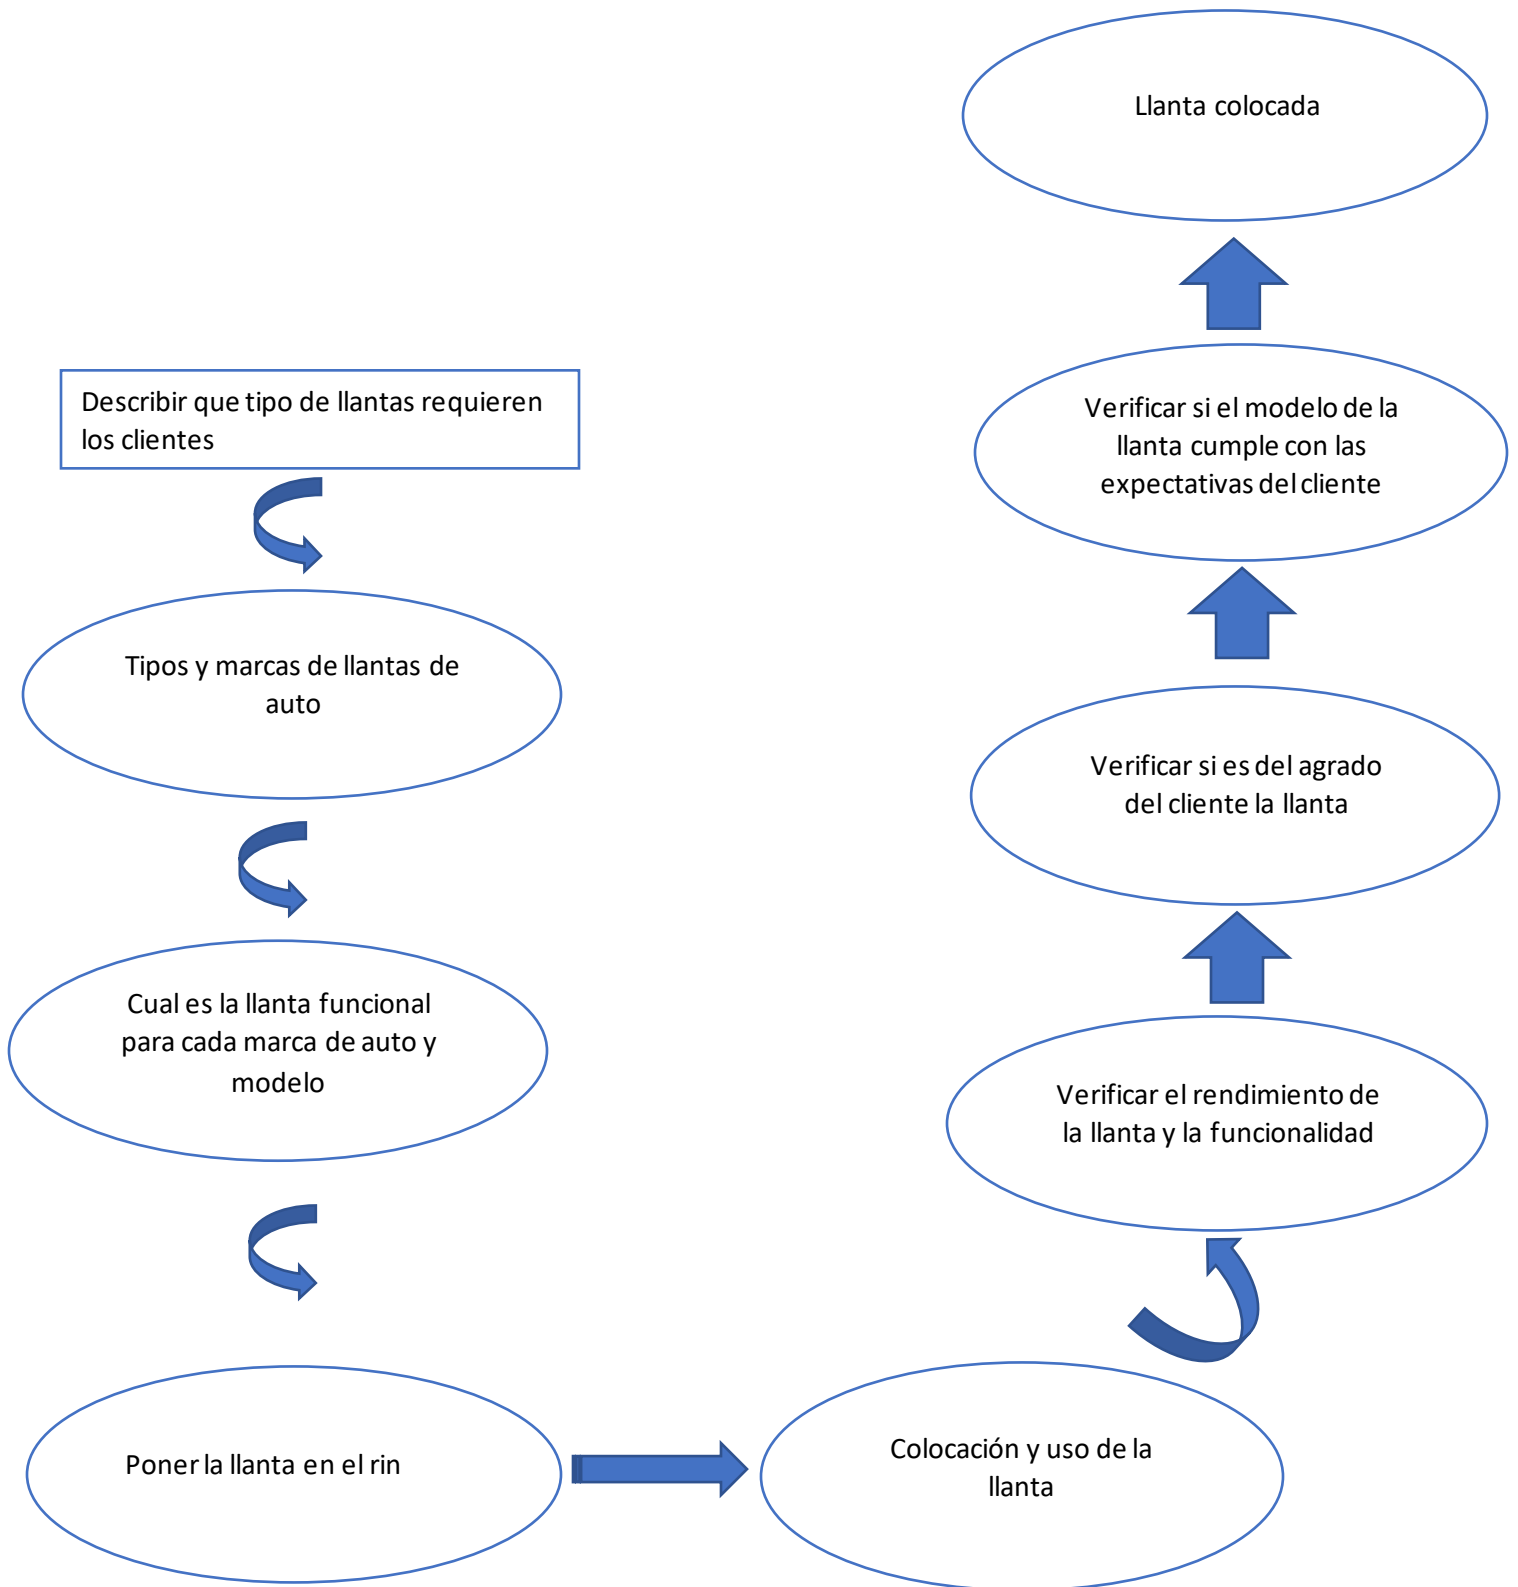 Describir que tipo de llantas requieren
los clientes
Tipos y marcas de llantas de
auto
Cual es la llanta funcional
para cada marca de auto y
modelo
Poner la llanta en el rin
Colocación y uso de la
llanta
Verificar el rendimiento de
la llanta y la funcionalidad
Verificar si es del agrado
del cliente la llanta
Verificar si el modelo de la
llanta cumple con las
expectativas del cliente
Llanta colocada